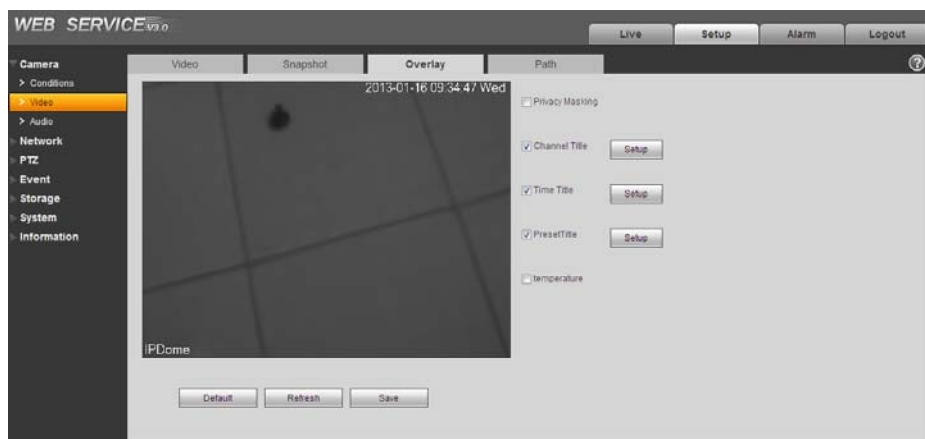 WEB SERVICE V3.0
Live Setup Alarm Logout
Camera
> Conditions
> Video
> Audio
Network
PTZ
Event
Storage
System
Information
Video Snapshot Overlay Path
?
2013-01-16 09:34:47 Wed
IPDome
Privacy Masking
Channel Title Setup
Time Title Setup
PresetTitle Setup
temperature
Default Refresh Save